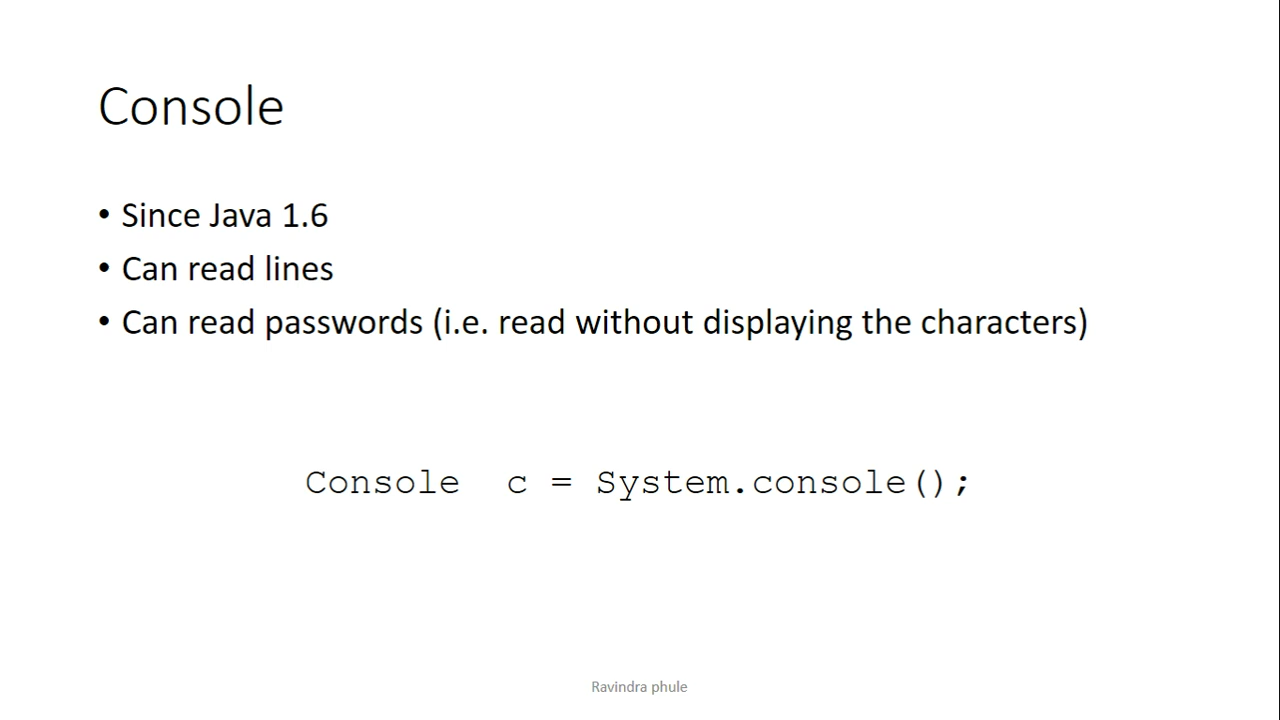 Console
• Since Java 1.6
• Can read lines
• Can read passwords (i.e. read without displaying the characters)
Console  c = System.console();
Ravindra phule